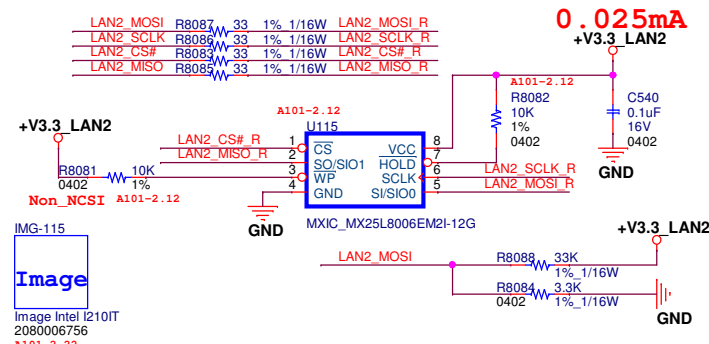 0.025mA
LAN2_MOSI R8087 33 1%_1/16W LAN2_MOSI_R
LAN2_SCLK R8086 33 1%_1/16W LAN2_SCLK_R
LAN2_CS# R8083 33 1%_1/16W LAN2_CS#_R
LAN2_MISO R8085 33 1%_1/16W LAN2_MISO_R
+V3.3_LAN2
A101-2.12
R8082
10K
1%
0402
C540
0.1uF
16V
0402
GND
A101-2.12
U115
+V3.3_LAN2
LAN2_CS#_R 1 CS VCC 8
LAN2_MISO_R 2 SO/SIO1 HOLD 7
R8081 10K 3 WP SCLK 6 LAN2_SCLK_R
0402 1% 4 GND SI/SIO0 5 LAN2_MOSI_R
Non_NCSI A101-2.12
GND
MXIC_MX25L8006EM2I-12G
IMG-115
Image
Image Intel I210IT
2080006756
+V3.3_LAN2
LAN2_MOSI R8088 33K
1%_1/16W
R8084 3.3K
0402 1%_1/16W
GND